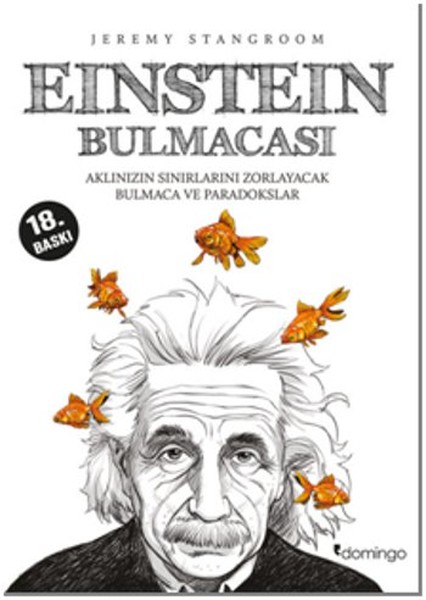 JEREMY STANGROOM
EINSTEIN
BULMACASI
AKLINIZIN SINIRLARINI ZORLAYACAK
BULMACA VE PARADOKSLAR
18.
BASKI
domingo